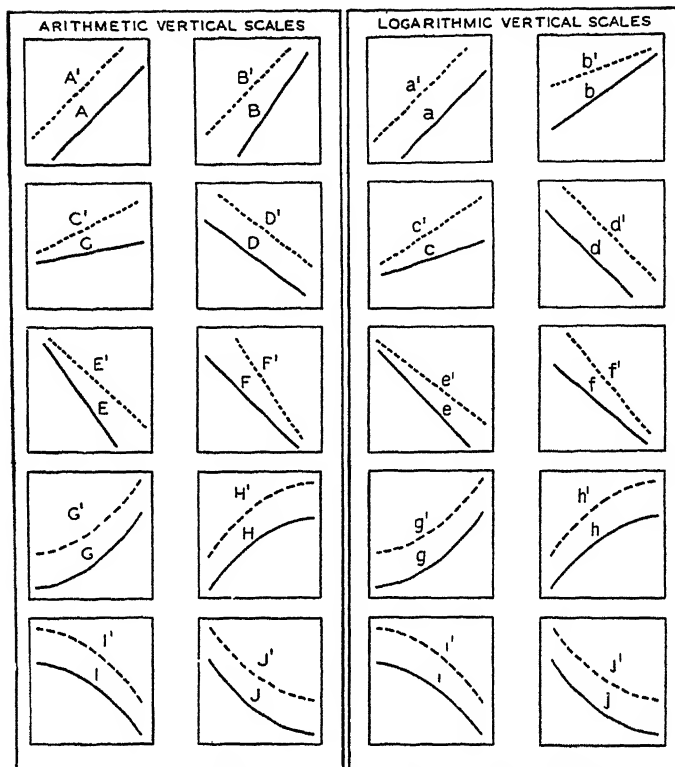 ARITHMETIC VERTICAL SCALES
A'
A
B'
B
C'
C
D'
D
E'
E
F'
F
G'
G
H'
H
I'
I
J'
J
LOGARITHMIC VERTICAL SCALES
a'
a
b'
b
c'
c
d'
d
e'
e
f'
f
g'
g
h'
h
i'
i
j'
j